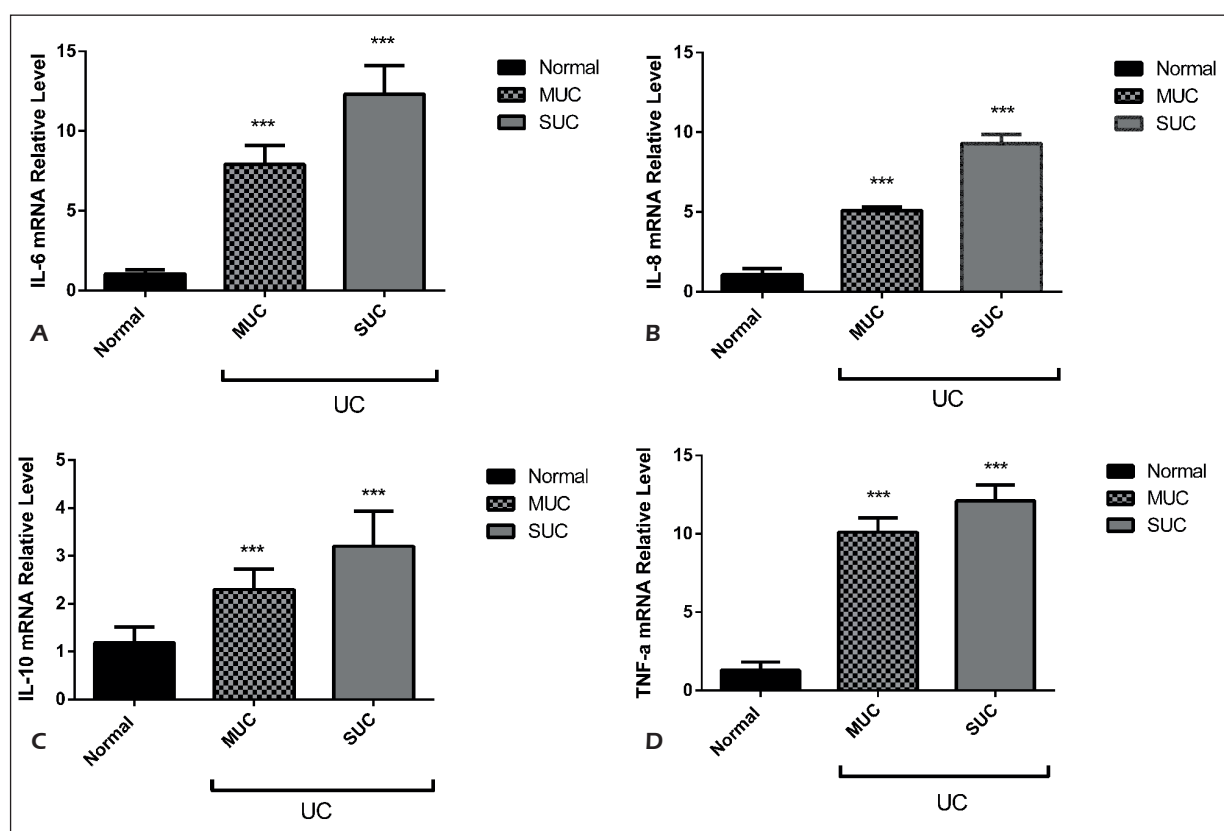 15
10
5
0
IL-6 mRNA Relative Level
***
***
Normal
MUC
SUC
Normal
MUC
SUC
UC
A
15
10
5
0
IL-8 mRNA Relative Level
***
***
Normal
MUC
SUC
Normal
MUC
SUC
UC
B
5
4
3
2
1
0
IL-10 mRNA Relative Level
***
***
Normal
MUC
SUC
Normal
MUC
SUC
UC
C
15
10
5
0
TNF-a mRNA Relative Level
***
***
Normal
MUC
SUC
Normal
MUC
SUC
UC
D